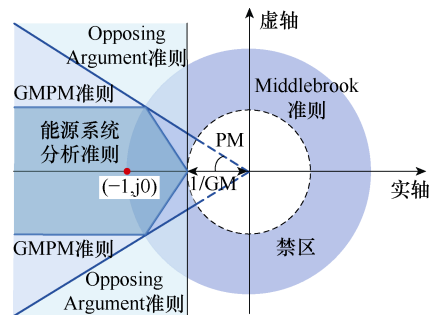 虚轴
Opposing
Argument准则
GMPM准则
Middlebrook
准则
能源系统
分析准则
PM
(−1,j0)
1/GM
实轴
GMPM准则
禁区
Opposing
Argument准则